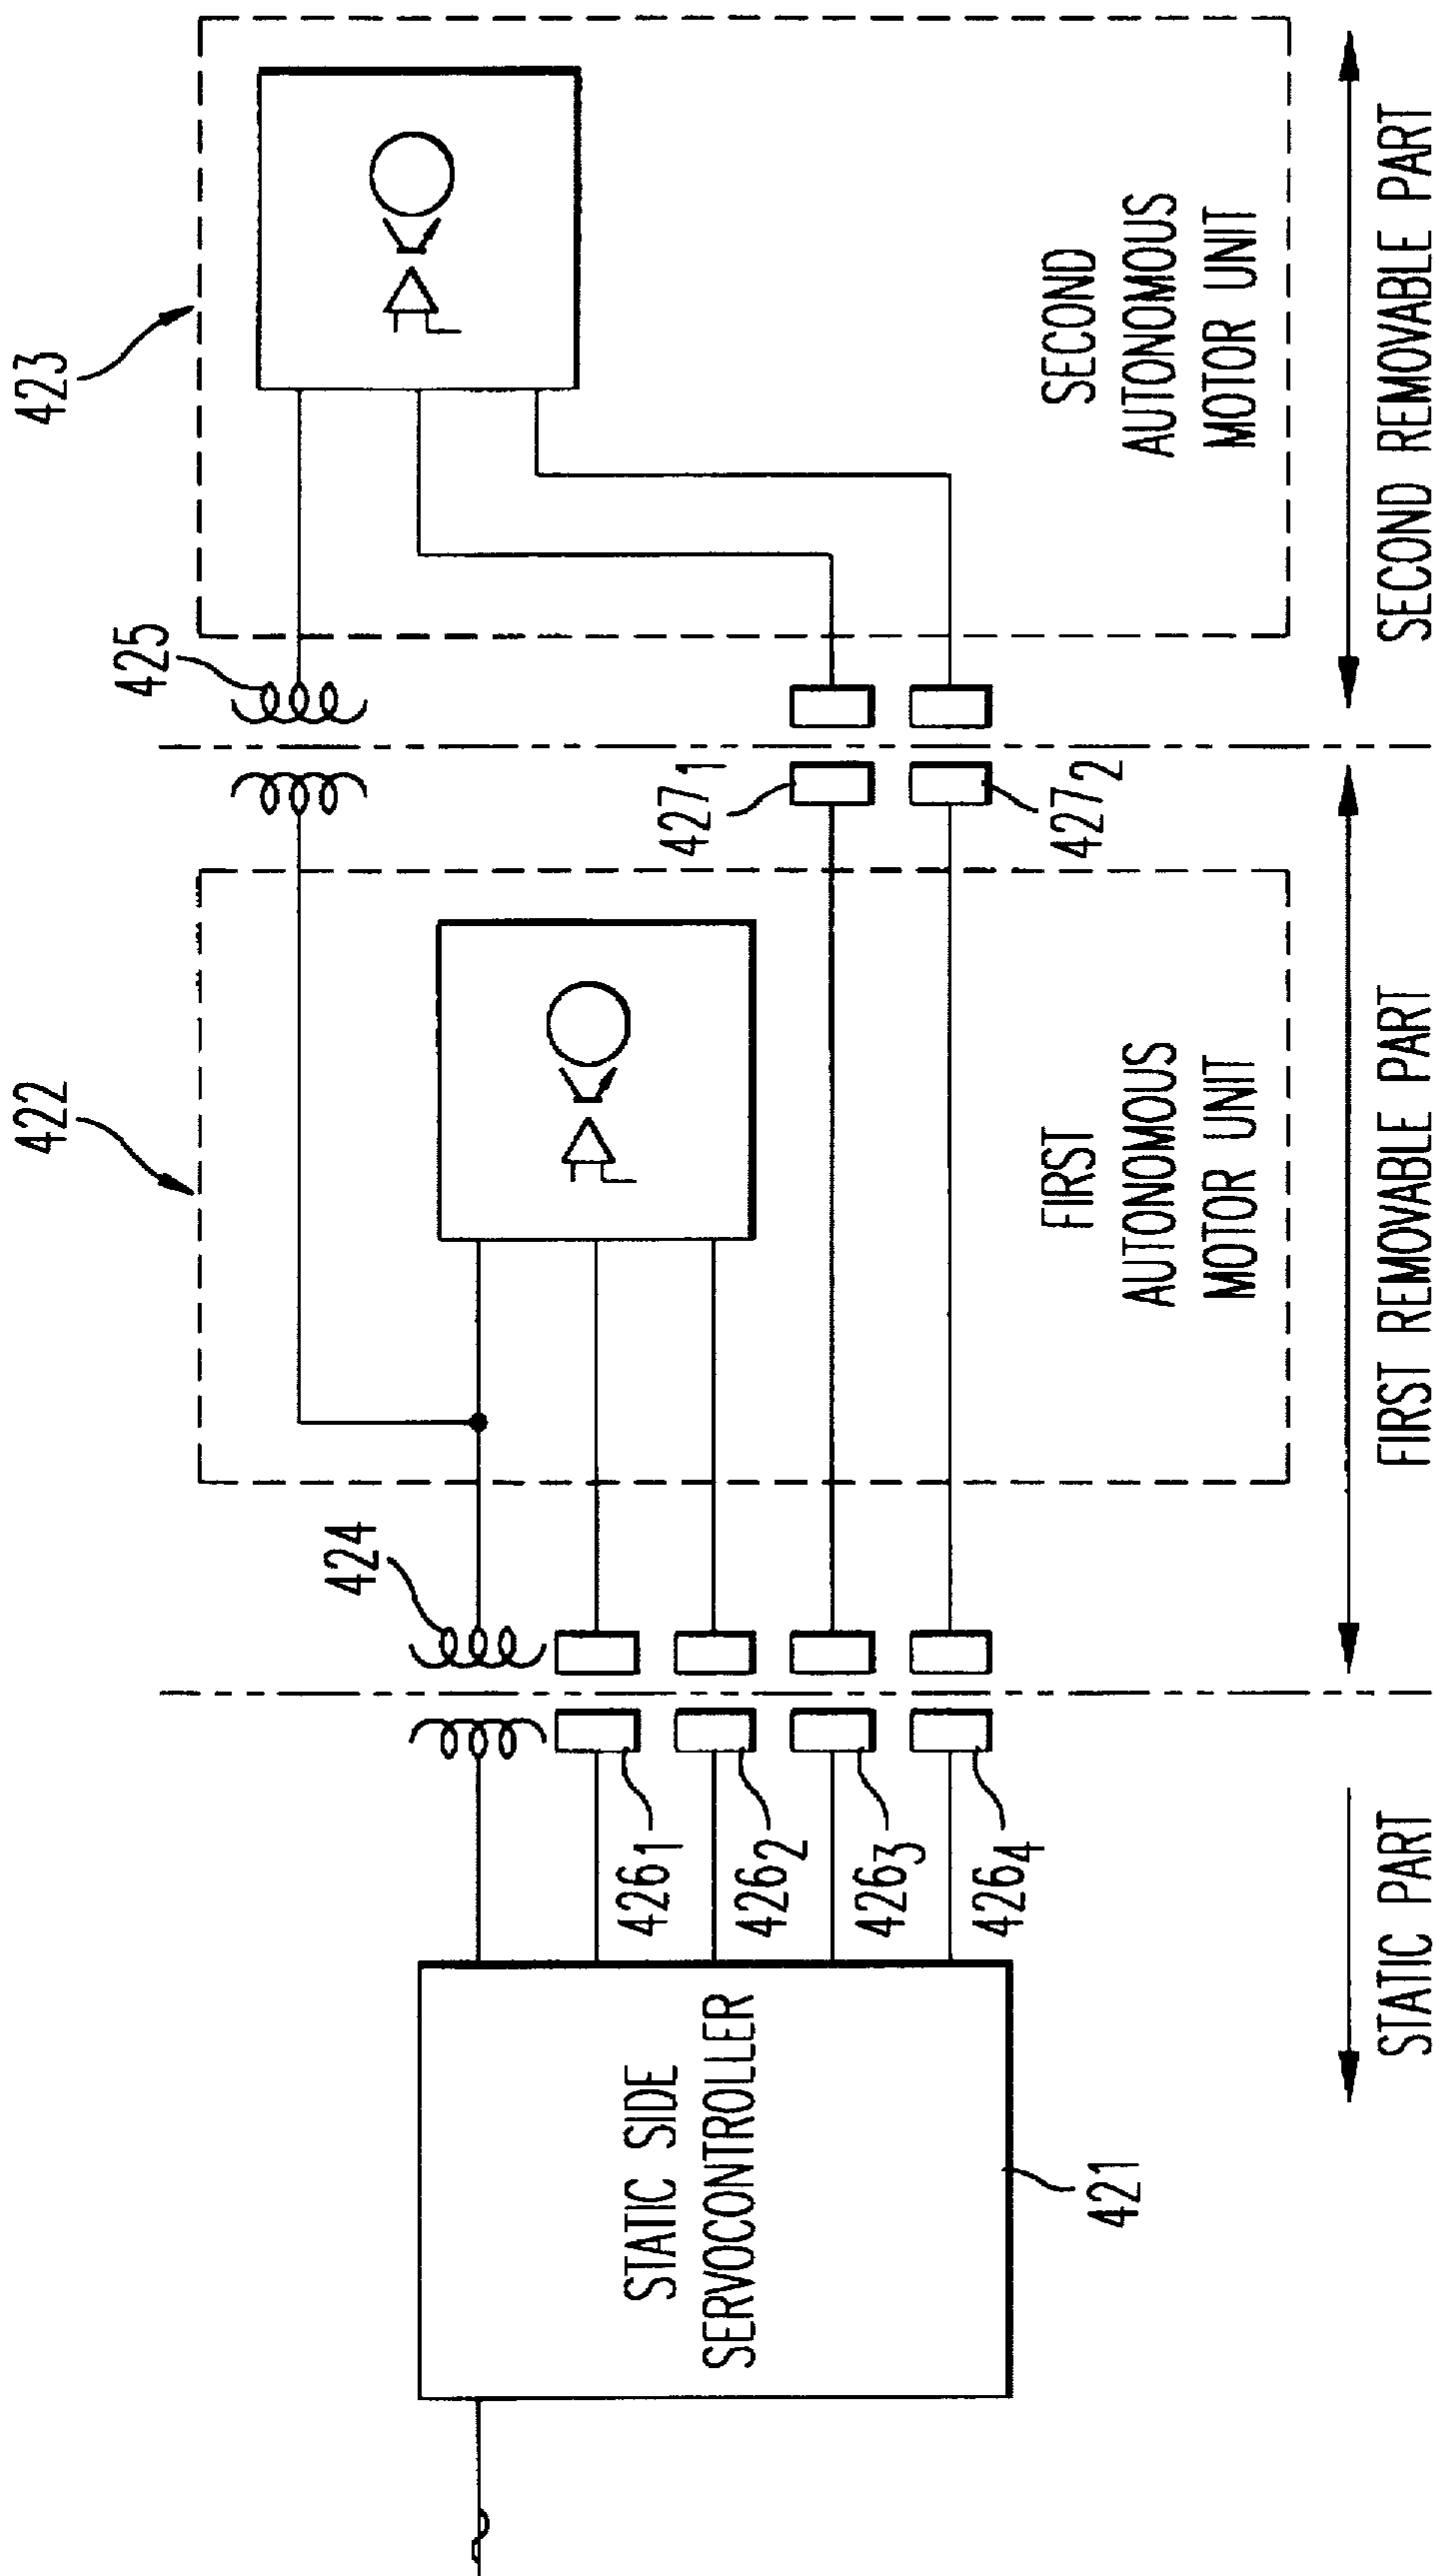 423
425
422
424
427₁
427₂
426₁
426₂
426₃
426₄
421
STATIC SIDE
SERVOCONTROLLER
FIRST
AUTONOMOUS
MOTOR UNIT
SECOND
AUTONOMOUS
MOTOR UNIT
STATIC PART
FIRST REMOVABLE PART
SECOND REMOVABLE PART